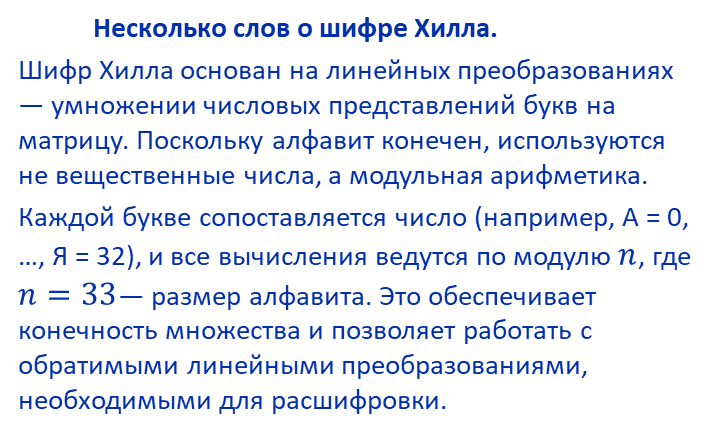 Несколько слов о шифре Хилла.
Шифр Хилла основан на линейных преобразованиях
— умножении числовых представлений букв на
матрицу. Поскольку алфавит конечен, используются
не вещественные числа, а модульная арифметика.
Каждой букве сопоставляется число (например, А = 0,
…, Я = 32), и все вычисления ведутся по модулю n, где
n = 33— размер алфавита. Это обеспечивает
конечность множества и позволяет работать с
обратимыми линейными преобразованиями,
необходимыми для расшифровки.